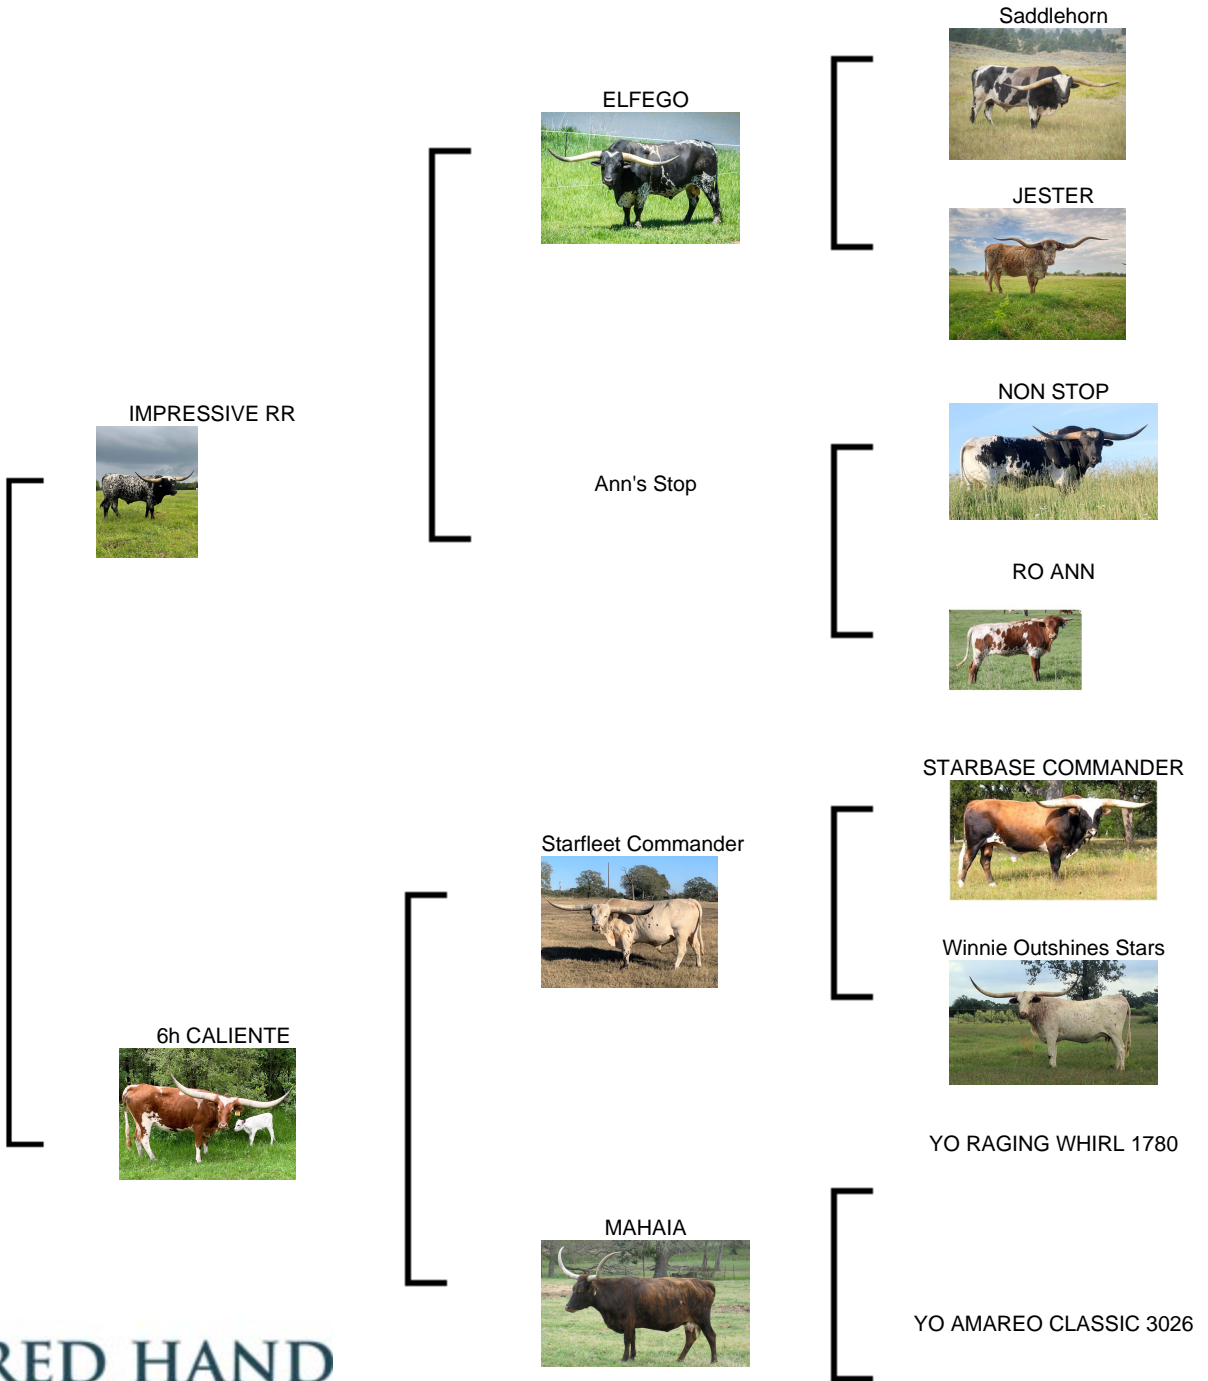 Saddlehorn
ELFEGO
JESTER
NON STOP
IMPRESSIVE RR
Ann's Stop
RO ANN
STARBASE COMMANDER
Starfleet Commander
Winnie Outshines Stars
6h CALIENTE
YO RAGING WHIRL 1780
MAHAIA
YO AMAREO CLASSIC 3026
RED HAND